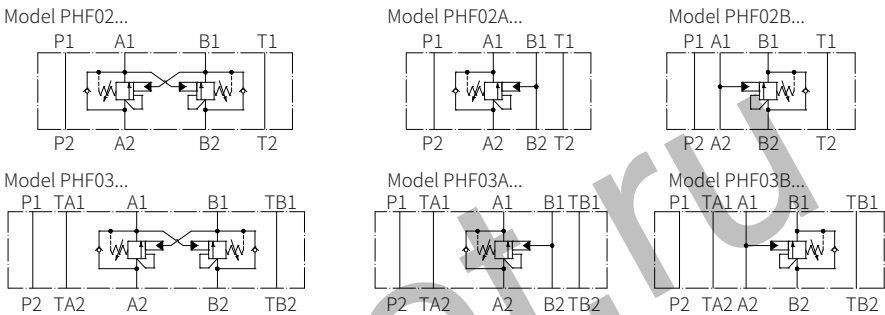 Model PHF02... Model PHF02A... Model PHF02B...
P1 A1 B1 T1 P1 A1 B1 T1 P1 A1 B1 T1
P2 A2 B2 T2 P2 A2 B2 T2 P2 A2 B2 T2
Model PHF03... Model PHF03A... Model PHF03B...
P1 TA1 A1 B1 TB1 P1 TA1 A1 B1 TB1 P1 TA1 A1 B1 TB1
P2 TA2 A2 B2 TB2 P2 TA2 A2 B2 TB2 P2 TA2 A2 B2 TB2
ot.ru